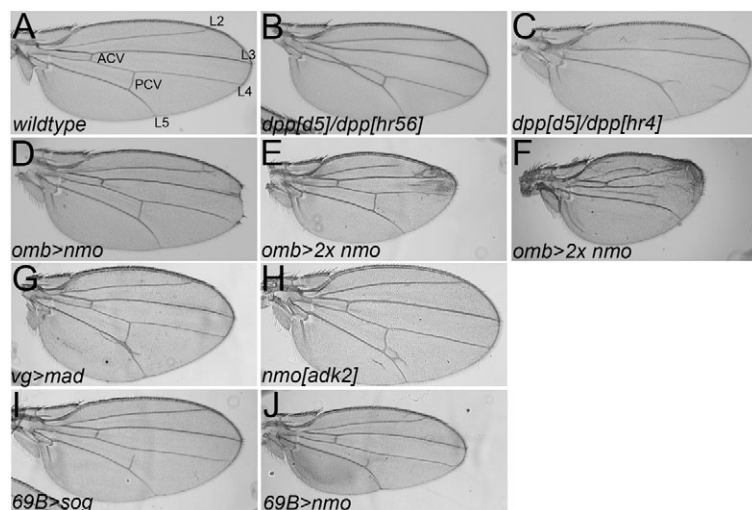 A
L2
ACV
L3
PCV
L4
L5
wildtype
B
dpp[d5]/dpp[hr56]
C
dpp[d5]/dpp[hr4]
D
omb>nmo
E
omb>2x nmo
F
omb>2x nmo
G
vg>mad
H
nmo[adk2]
I
69B>sog
J
69B>nmo